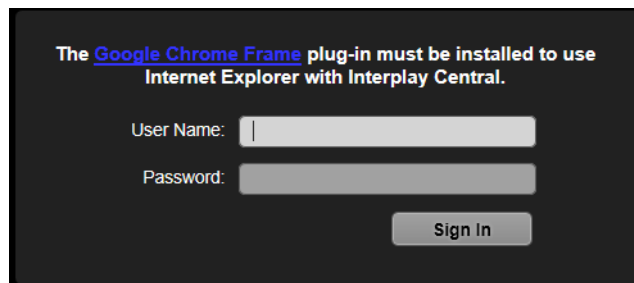 The Google Chrome Frame plug-in must be installed to use
Internet Explorer with Interplay Central.
User Name:
Password:
Sign In